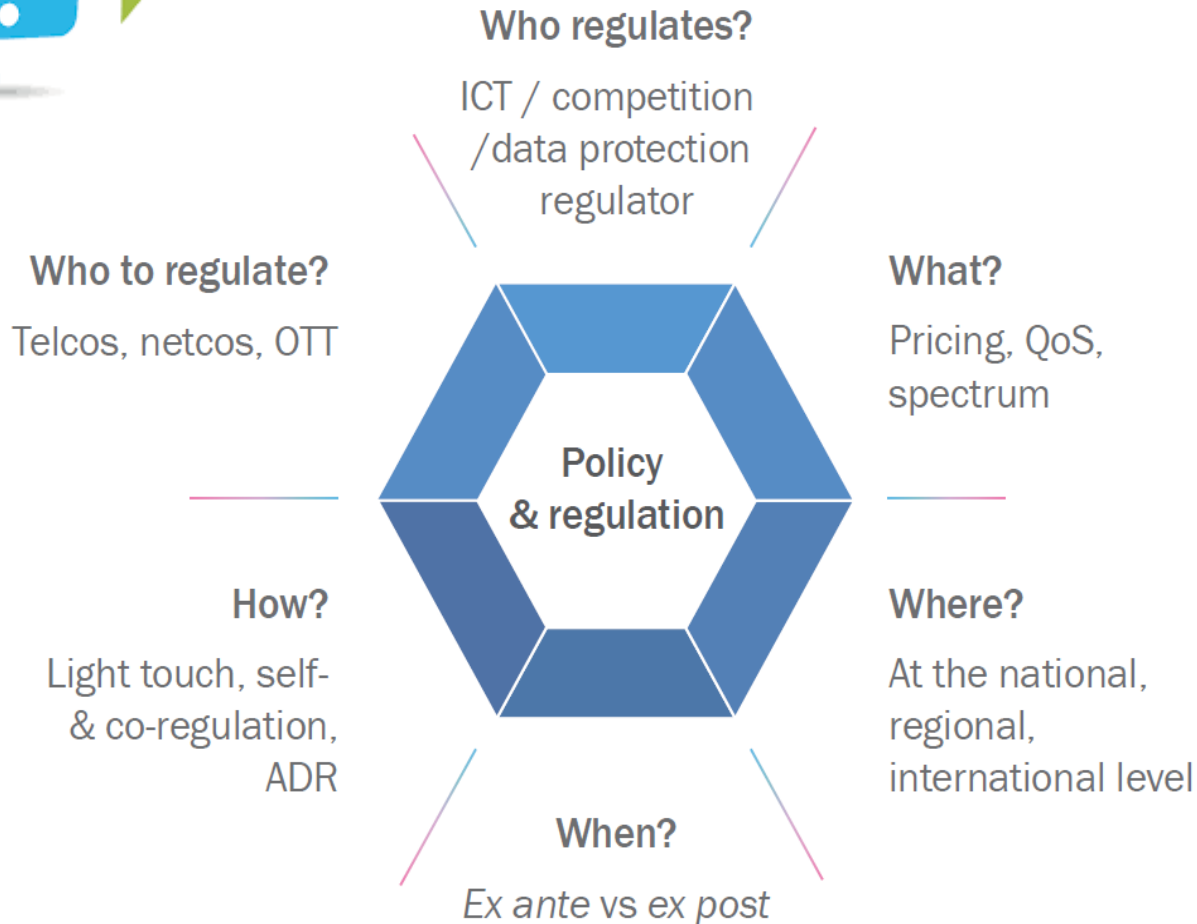 Who regulates?
ICT / competition
/data protection
regulator
Who to regulate?
Telcos, netcos, OTT
What?
Pricing, QoS,
spectrum
Policy
& regulation
How?
Light touch, self-
& co-regulation,
ADR
Where?
At the national,
regional,
international level
When?
Ex ante vs ex post